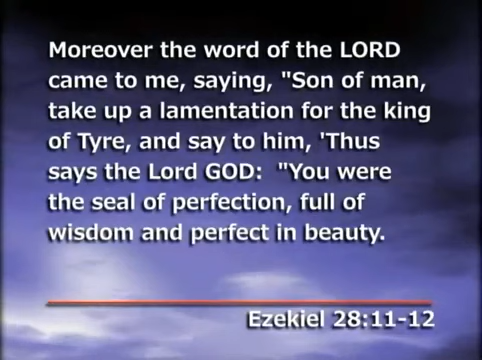 Moreover the word of the LORD
came to me, saying, "Son of man,
take up a lamentation for the king
of Tyre, and say to him, 'Thus
says the Lord GOD:  "You were
the seal of perfection, full of
wisdom and perfect in beauty.
Ezekiel 28:11-12